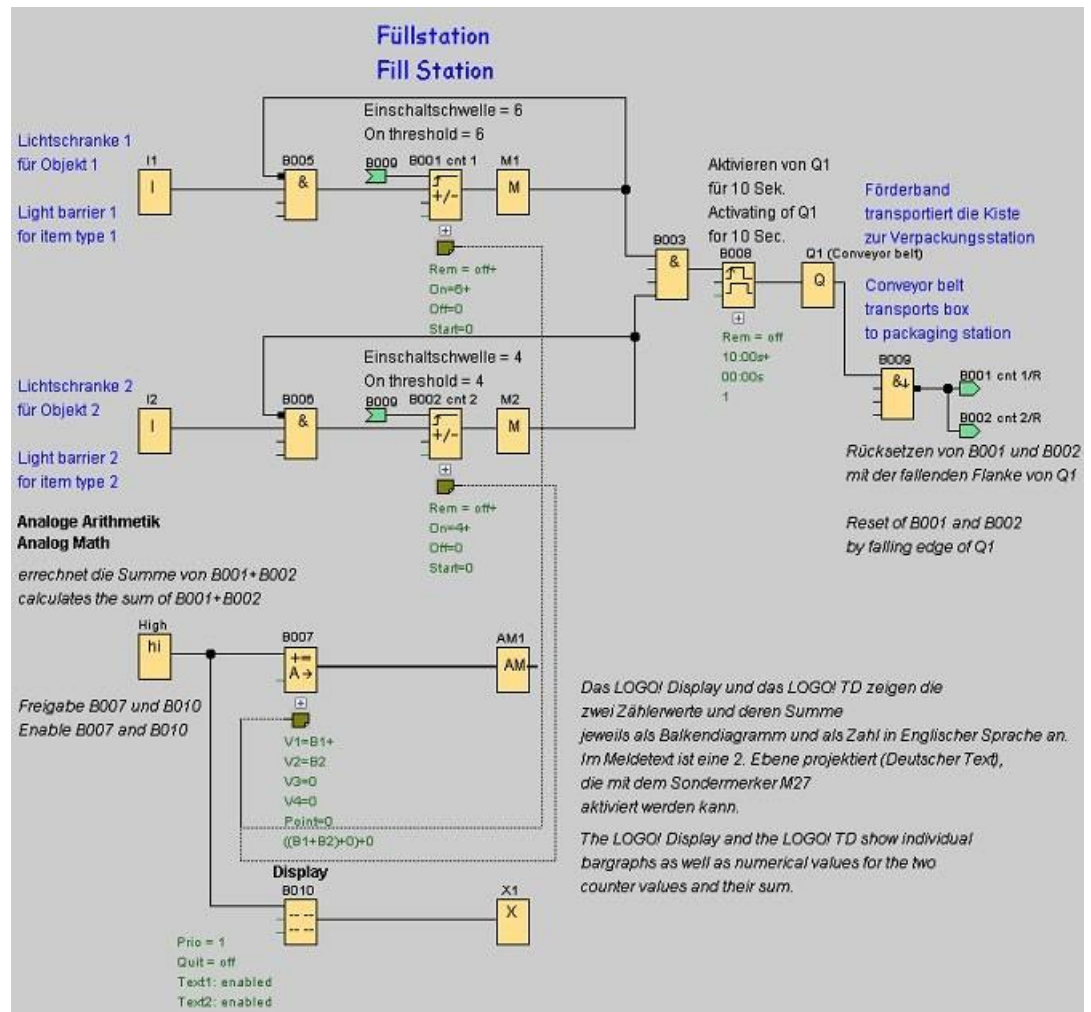 Füllstation
Fill Station
Einschaltschwelle = 6
On threshold = 6
Lichtschranke 1
für Objekt 1
Light barrier 1
for item type 1
I1
I
B005
&
B009
B001 cnt 1
+/-
M1
M
Rem = off+
On=6+
Off=0
Start=0
Aktivieren von Q1
für 10 Sek.
Activating of Q1
for 10 Sec.
B003
&
B008
Rem = off
10:00s+
00:00s
1
Q1 (Conveyor belt)
Q
Förderband
transportiert die Kiste
zur Verpackungsstation
Conveyor belt
transports box
to packaging station
B009
&↓
B001 cnt 1/R
B002 cnt 2/R
Rücksetzen von B001 und B002
mit der fallenden Flanke von Q1
Reset of B001 and B002
by falling edge of Q1
Einschaltschwelle = 4
On threshold = 4
Lichtschranke 2
für Objekt 2
Light barrier 2
for item type 2
I2
I
B006
&
B009
B002 cnt 2
+/-
M2
M
Rem = off+
On=4+
Off=0
Start=0
Analoge Arithmetik
Analog Math
errechnet die Summe von B001+B002
calculates the sum of B001+B002
High
hi
Freigabe B007 und B010
Enable B007 and B010
B007
+=
A→
V1=B1+
V2=B2
V3=0
V4=0
Point=0
((B1+B2)+0)+0
AM1
AM
Das LOGO! Display und das LOGO! TD zeigen die
zwei Zählerwerte und deren Summe
jeweils als Balkendiagramm und als Zahl in Englischer Sprache an.
Im Meldetext ist eine 2. Ebene projektiert (Deutscher Text),
die mit dem Sondermerker M27
aktiviert werden kann.
The LOGO! Display and the LOGO! TD show individual
bargraphs as well as numerical values for the two
counter values and their sum.
Display
B010
Prio = 1
Quit = off
Text1: enabled
Text2: enabled
X1
X